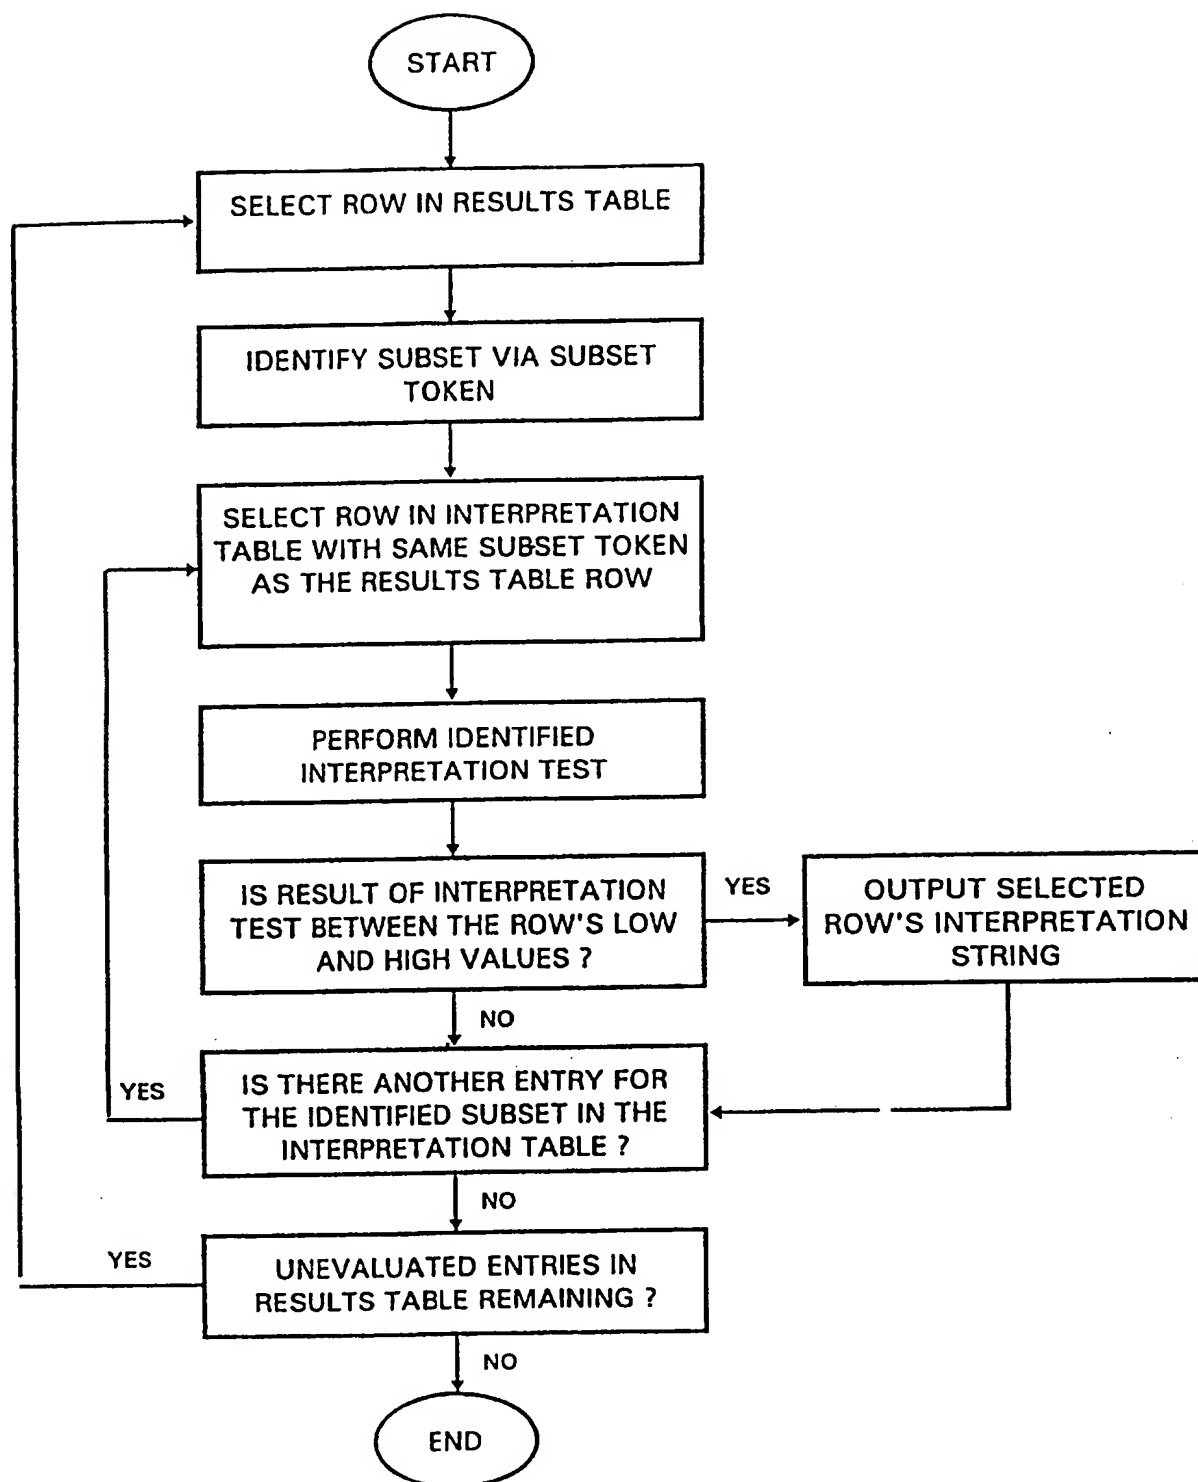 START
SELECT ROW IN RESULTS TABLE
IDENTIFY SUBSET VIA SUBSET
TOKEN
SELECT ROW IN INTERPRETATION
TABLE WITH SAME SUBSET TOKEN
AS THE RESULTS TABLE ROW
PERFORM IDENTIFIED
INTERPRETATION TEST
IS RESULT OF INTERPRETATION
TEST BETWEEN THE ROW'S LOW
AND HIGH VALUES ?
YES
OUTPUT SELECTED
ROW'S INTERPRETATION
STRING
NO
IS THERE ANOTHER ENTRY FOR
THE IDENTIFIED SUBSET IN THE
INTERPRETATION TABLE ?
YES
NO
UNEVALUATED ENTRIES IN
RESULTS TABLE REMAINING ?
YES
NO
END